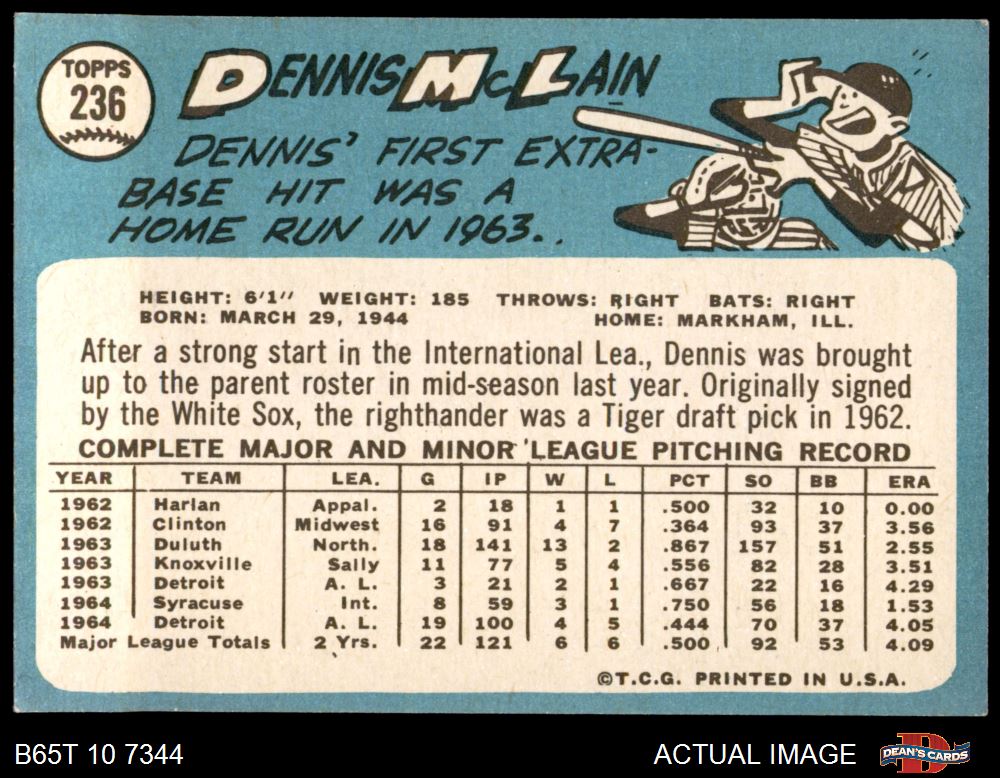 TOPPS
236
DENNIS McLAIN
DENNIS' FIRST EXTRA-
BASE HIT WAS A
HOME RUN IN 1963..
HEIGHT: 6'1" WEIGHT: 185 THROWS: RIGHT BATS: RIGHT
BORN: MARCH 29, 1944 HOME: MARKHAM, ILL.
After a strong start in the International Lea., Dennis was brought
up to the parent roster in mid-season last year. Originally signed
by the White Sox, the righthander was a Tiger draft pick in 1962.
COMPLETE MAJOR AND MINOR LEAGUE PITCHING RECORD
YEAR TEAM LEA. G IP W L PCT SO BB ERA
1962 Harlan Appal. 2 18 1 1 .500 32 10 0.00
1962 Clinton Midwest 16 91 4 7 .364 93 37 3.56
1963 Duluth North. 18 141 13 2 .867 157 51 2.55
1963 Knoxville Sally 11 77 5 4 .556 82 28 3.51
1963 Detroit A. L. 3 21 2 1 .667 22 16 4.29
1964 Syracuse Int. 8 59 3 1 .750 56 18 1.53
1964 Detroit A. L. 19 100 4 5 .444 70 37 4.05
Major League Totals 2 Yrs. 22 121 6 6 .500 92 53 4.09
©T.C.G. PRINTED IN U.S.A.
B65T 10 7344 ACTUAL IMAGE DEAN'S CARDS